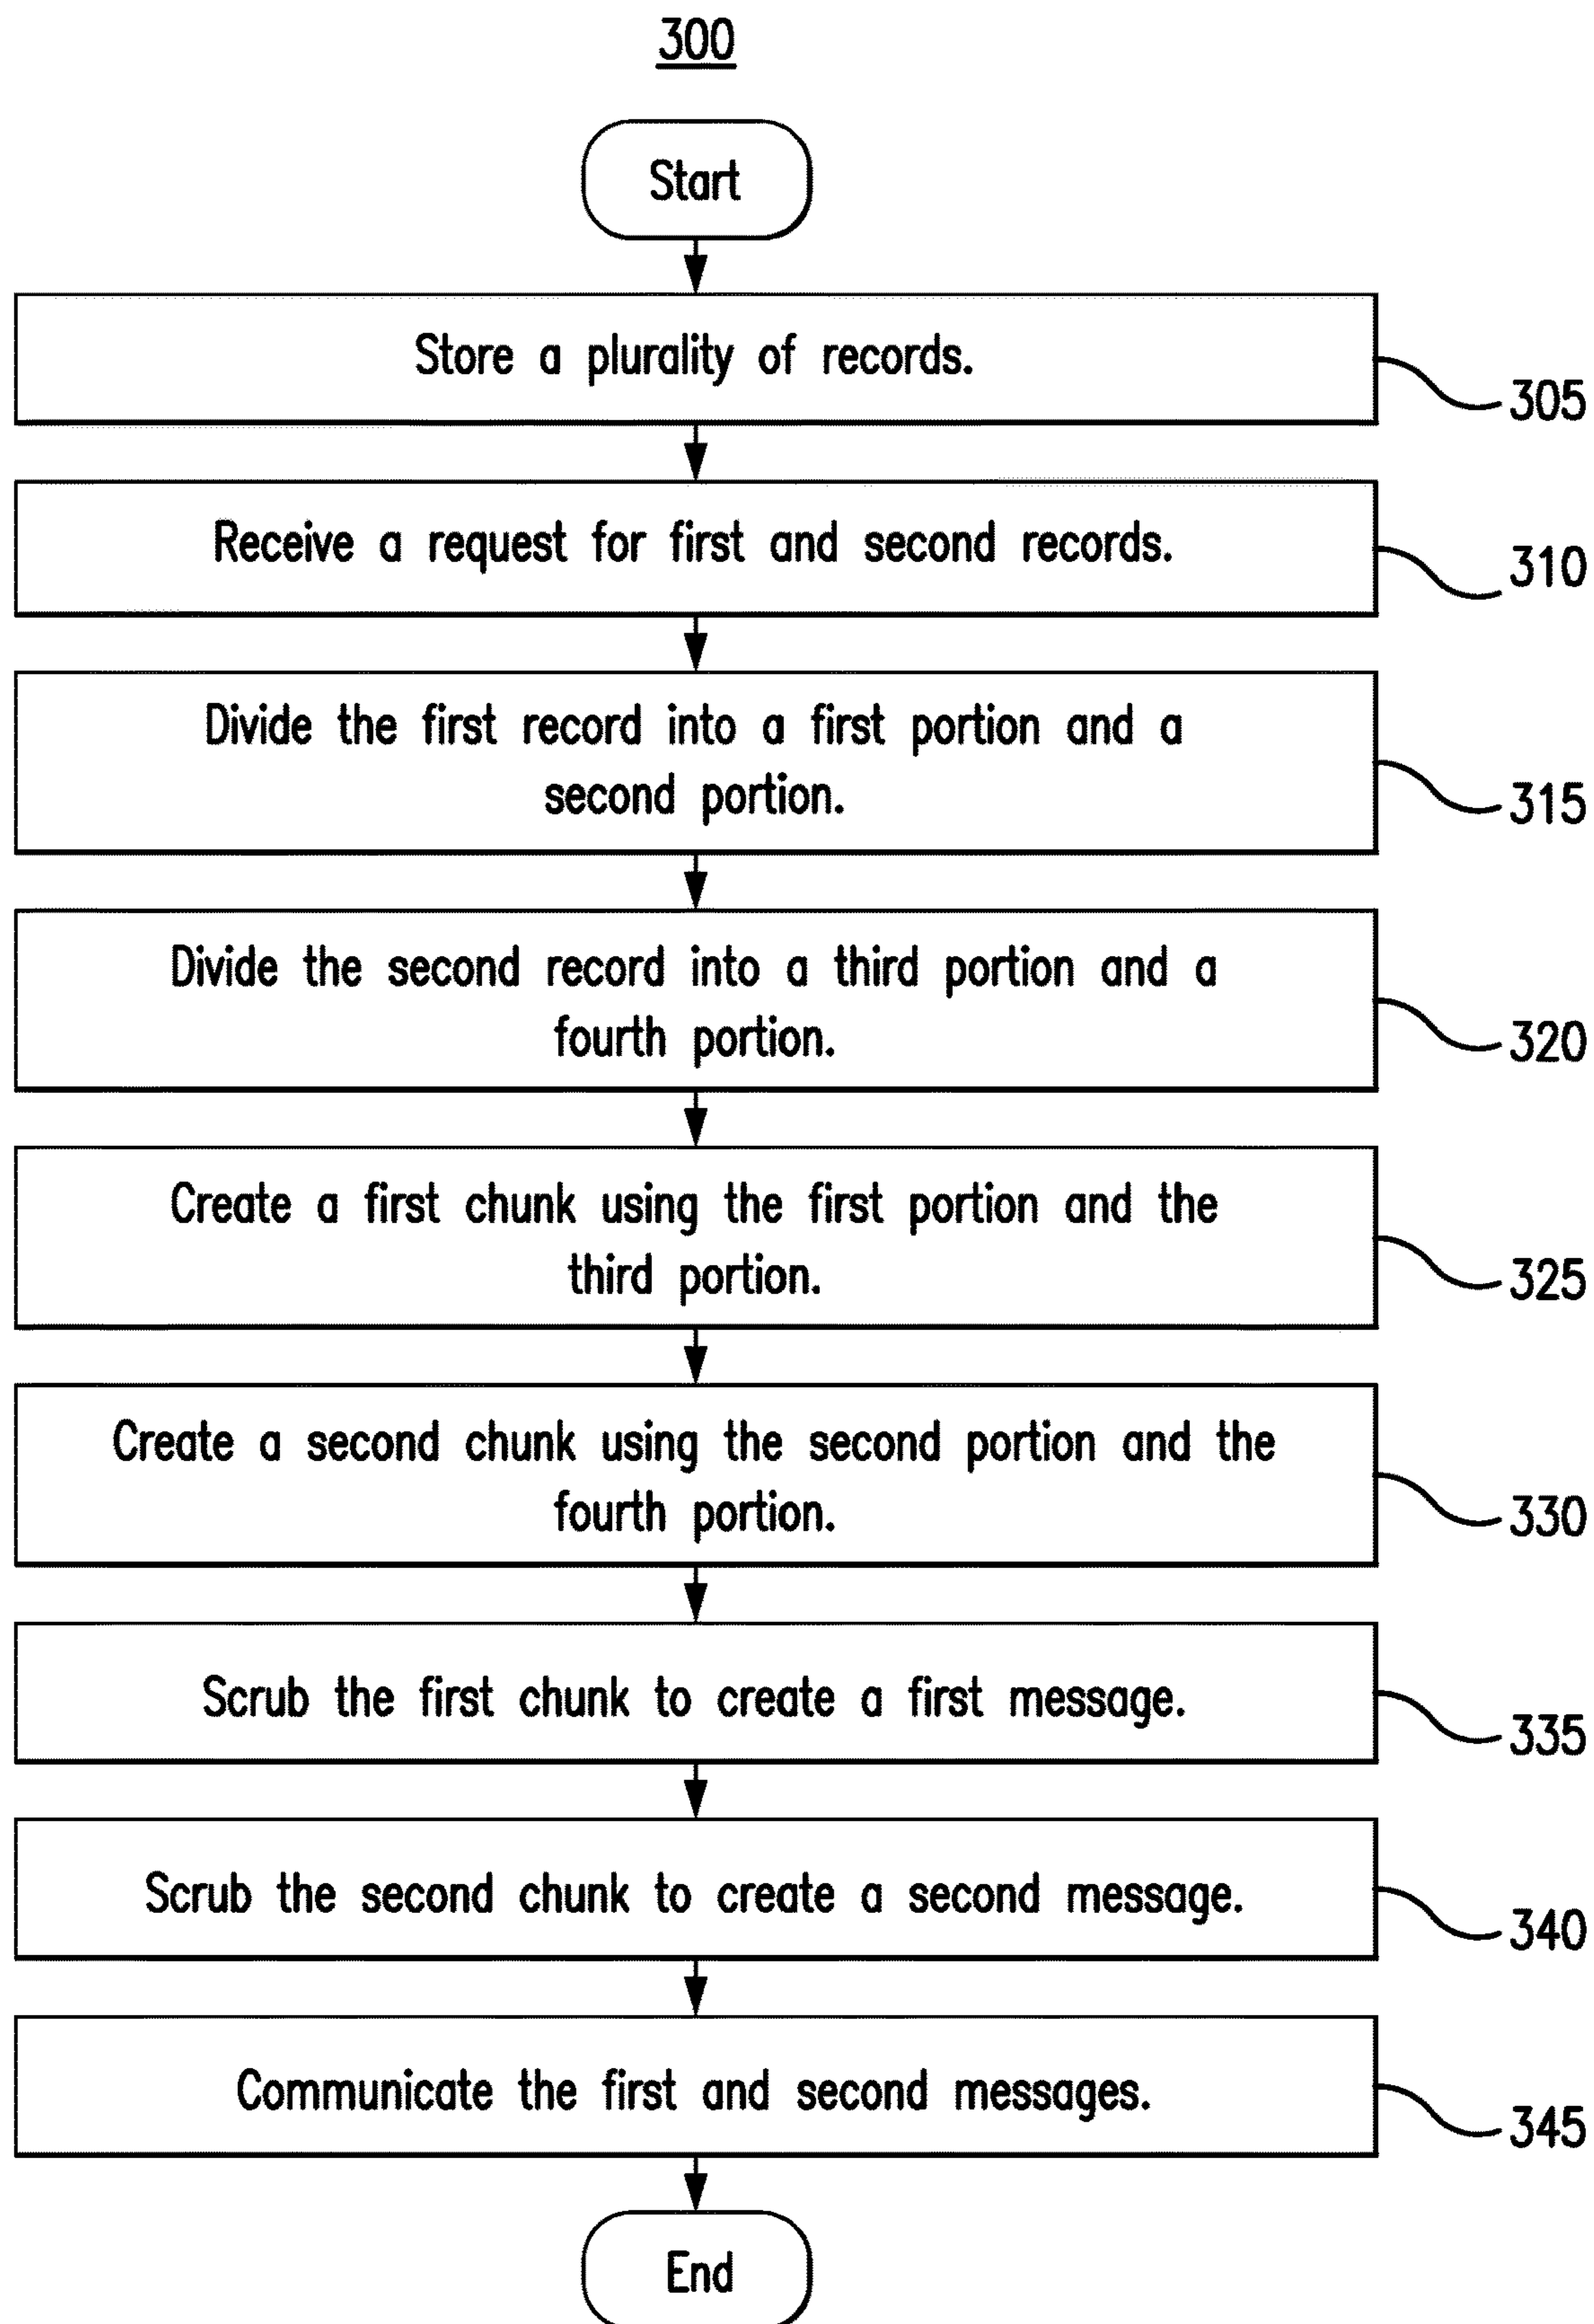 300
Start
Store a plurality of records.
305
Receive a request for first and second records.
310
Divide the first record into a first portion and a
second portion.
315
Divide the second record into a third portion and a
fourth portion.
320
Create a first chunk using the first portion and the
third portion.
325
Create a second chunk using the second portion and the
fourth portion.
330
Scrub the first chunk to create a first message.
335
Scrub the second chunk to create a second message.
340
Communicate the first and second messages.
345
End